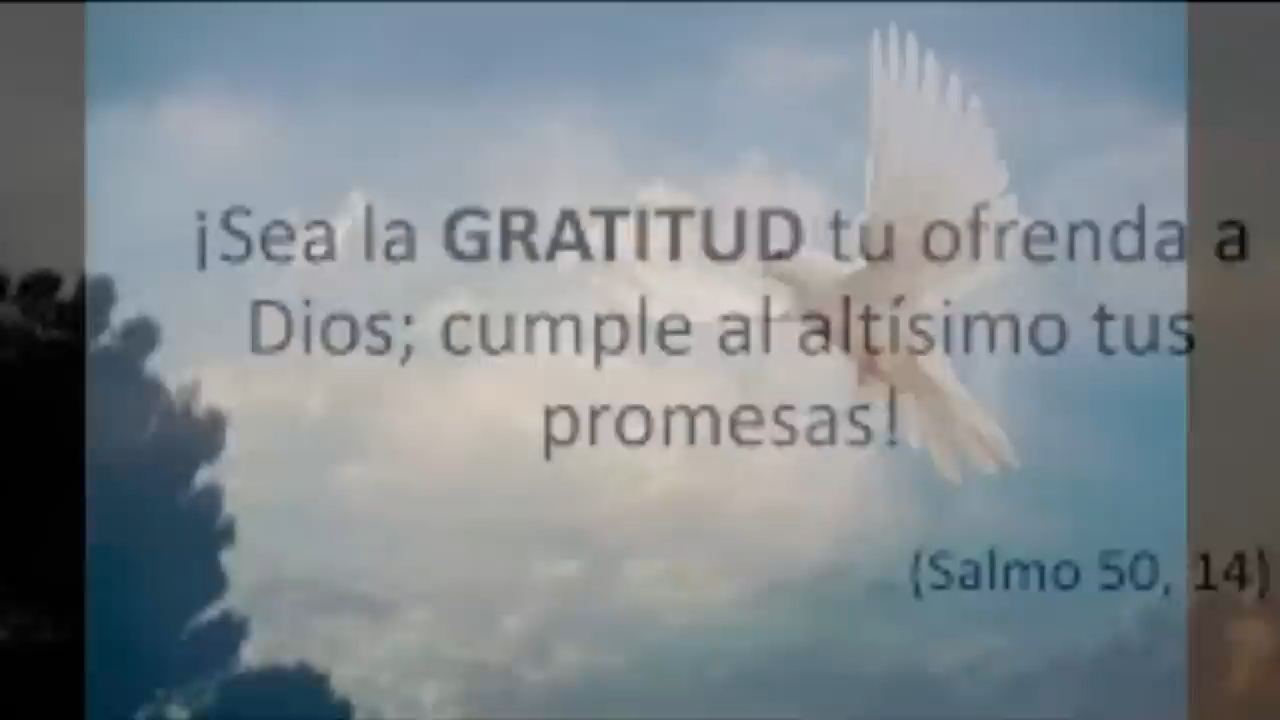 ¡Sea la GRATITUD tu ofrenda a
Dios; cumple al altísimo tus
promesas!
(Salmo 50, 14)